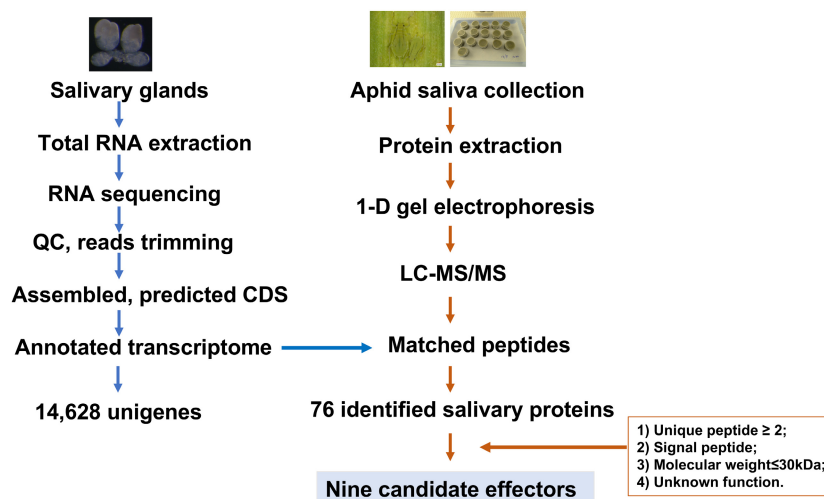 Salivary glands
Total RNA extraction
RNA sequencing
QC, reads trimming
Assembled, predicted CDS
Annotated transcriptome
14,628 unigenes
Aphid saliva collection
Protein extraction
1-D gel electrophoresis
LC-MS/MS
Matched peptides
76 identified salivary proteins
1) Unique peptide ≥ 2;
2) Signal peptide;
3) Molecular weight≤30kDa;
4) Unknown function.
Nine candidate effectors